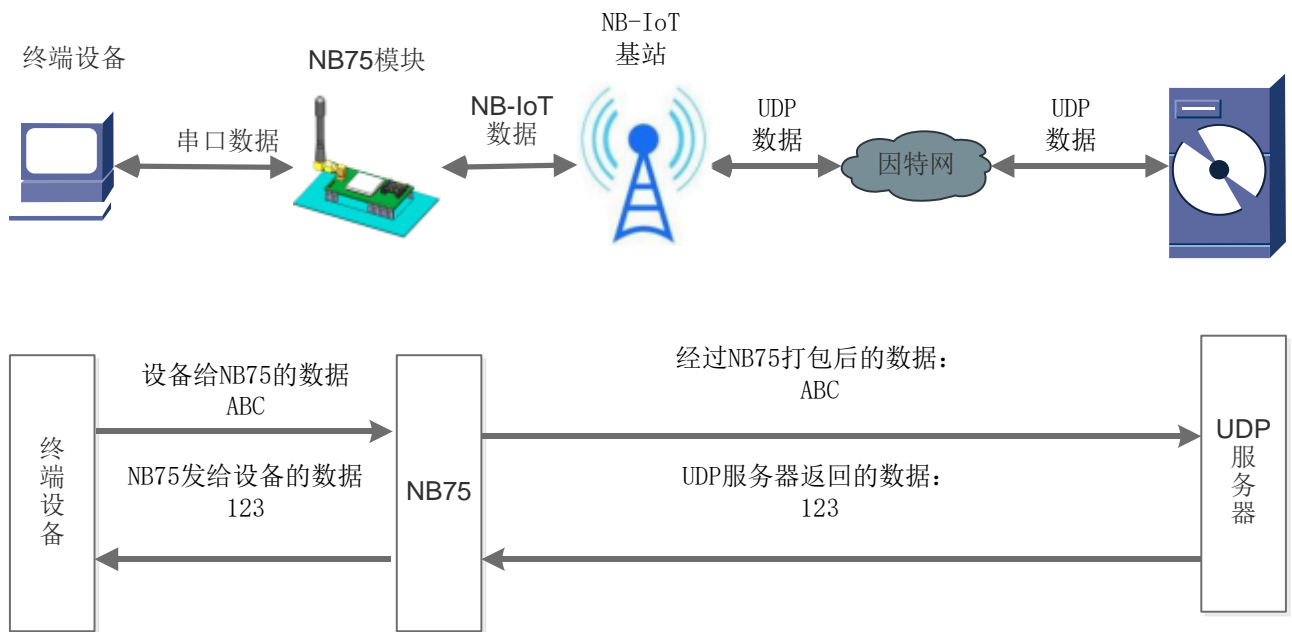 终端设备
NB75模块
NB-IoT
基站
串口数据
NB-IoT
数据
UDP
数据
因特网
UDP
数据
设备给NB75的数据
ABC
经过NB75打包后的数据：
ABC
终端设备
NB75发给设备的数据
123
NB75
UDP服务器返回的数据：
123
UDP
服务器